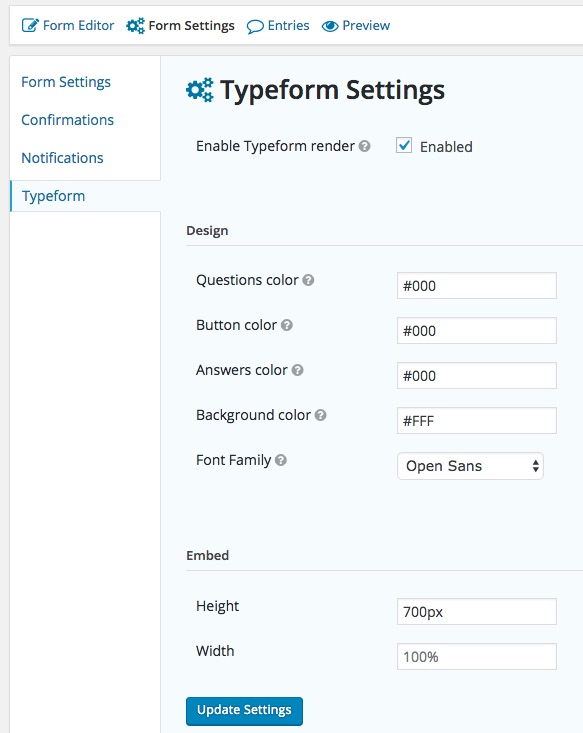 Form Editor Form Settings Entries Preview
Form Settings
Confirmations
Notifications
Typeform
Typeform Settings
Enable Typeform render ? Enabled
Design
Questions color ? #000
Button color ? #000
Answers color ? #000
Background color ? #FFF
Font Family ? Open Sans
Embed
Height 700px
Width 100%
Update Settings